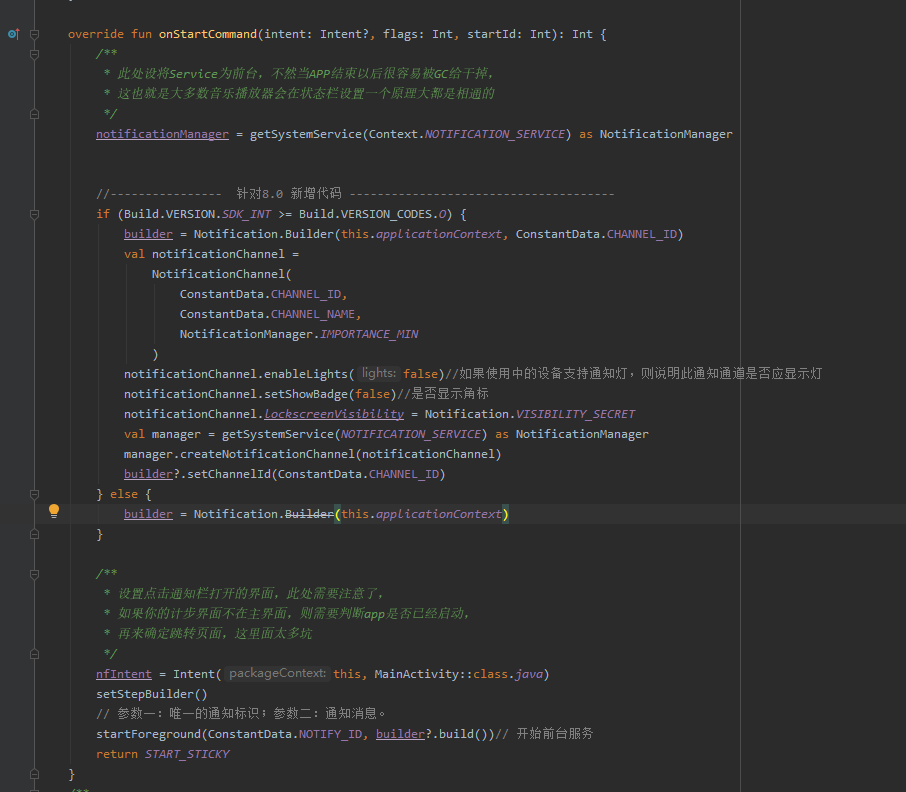 override fun onStartCommand(intent: Intent?, flags: Int, startId: Int): Int {
/**
* 此处设将Service为前台，不然当APP结束以后很容易被GC给干掉，
* 这也就是大多数音乐播放器会在状态栏设置一个原理大都是相通的
*/
notificationManager = getSystemService(Context.NOTIFICATION_SERVICE) as NotificationManager
//---------------- 针对8.0 新增代码 --------------------------------------
if (Build.VERSION.SDK_INT >= Build.VERSION_CODES.O) {
builder = Notification.Builder(this.applicationContext, ConstantData.CHANNEL_ID)
val notificationChannel =
NotificationChannel(
ConstantData.CHANNEL_ID,
ConstantData.CHANNEL_NAME,
NotificationManager.IMPORTANCE_MIN
)
notificationChannel.enableLights( lights: false)//如果使用中的设备支持通知灯，则说明此通知通道是否应显示灯
notificationChannel.setShowBadge(false)//是否显示角标
notificationChannel.lockscreenVisibility = Notification.VISIBILITY_SECRET
val manager = getSystemService(NOTIFICATION_SERVICE) as NotificationManager
manager.createNotificationChannel(notificationChannel)
builder?.setChannelId(ConstantData.CHANNEL_ID)
} else {
builder = Notification.Builder(this.applicationContext)
}
/**
* 设置点击通知栏打开的界面，此处需要注意了，
* 如果你的计步界面不在主界面，则需要判断app是否已经启动，
* 再来确定跳转页面，这里面太多坑
*/
nfIntent = Intent( packageContext: this, MainActivity::class.java)
setStepBuilder()
// 参数一：唯一的通知标识；参数二：通知消息。
startForeground(ConstantData.NOTIFY_ID, builder?.build())// 开始前台服务
return START_STICKY
}
/**